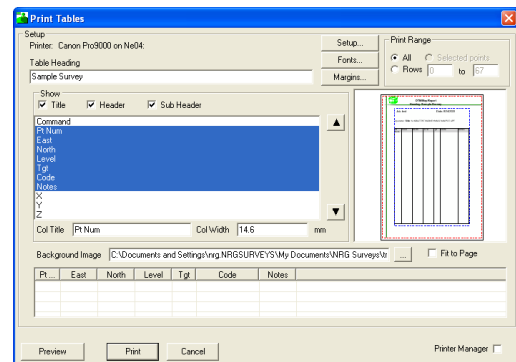 Print Tables
Setup
Printer: Canon Pro9000 on Ne04:
Setup...
Print Range
All Selected points
Fonts...
Rows 0 to 67
Table Heading
Sample Survey
Margins...
Show
Title Header Sub Header
Command
Pt Num
East
North
Level
Tgt
Code
Notes
X
Y
Z
Col Title Pt Num Col Width 14.6 mm
Background Image C:\Documents and Settings\nrg.NRGSURVEYS\My Documents\NRG Surveys\tr ... Fit to Page
Pt ... East North Level Tgt Code Notes
Preview Print Cancel Printer Manager